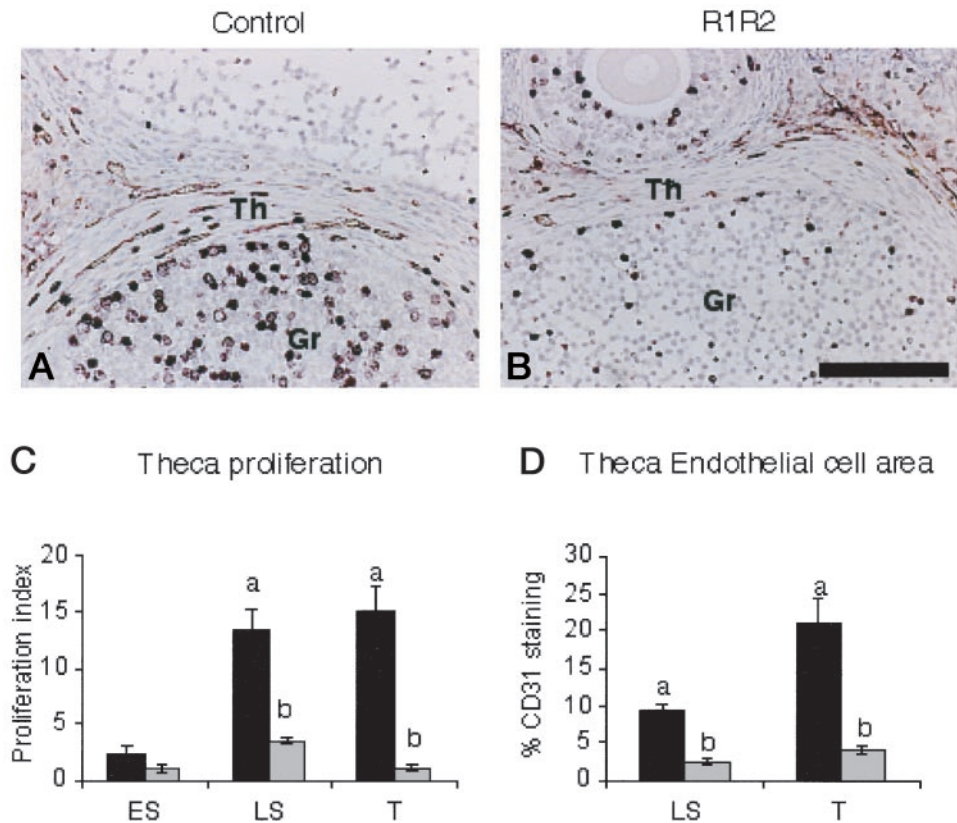 Control R1R2
Th
Gr
A
Th
Gr
B
C Theca proliferation
Proliferation index
20
15
10
5
0
a
b
a
b
ES LS T
D Theca Endothelial cell area
% CD31 staining
30
25
20
15
10
5
0
a
b
a
b
LS T